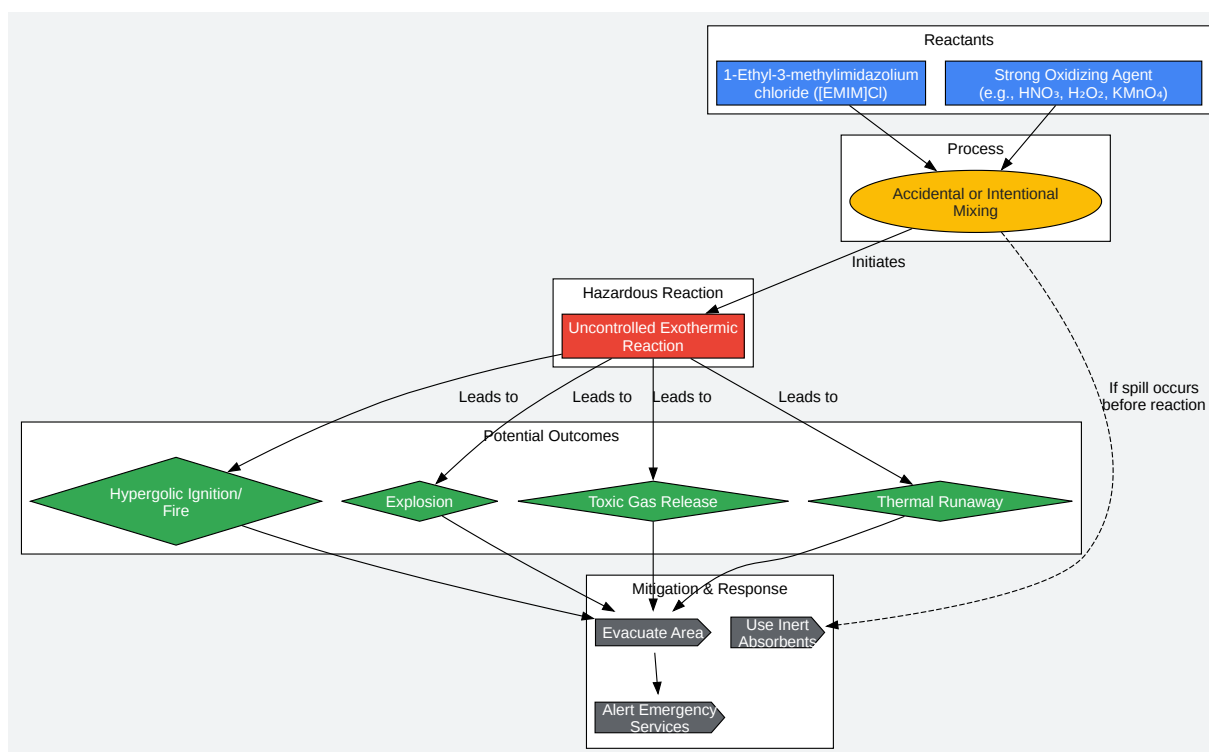 Reactants
1-Ethyl-3-methylimidazolium
chloride ([EMIM]Cl)
Strong Oxidizing Agent
(e.g., HNO₃, H₂O₂, KMnO₄)
Process
Accidental or Intentional
Mixing
Initiates
Hazardous Reaction
Uncontrolled Exothermic
Reaction
If spill occurs
before reaction
Leads to
Leads to
Leads to
Leads to
Potential Outcomes
Hypergolic Ignition/
Fire
Explosion
Toxic Gas Release
Thermal Runaway
Mitigation & Response
Evacuate Area
Use Inert
Absorbents
Alert Emergency
Services